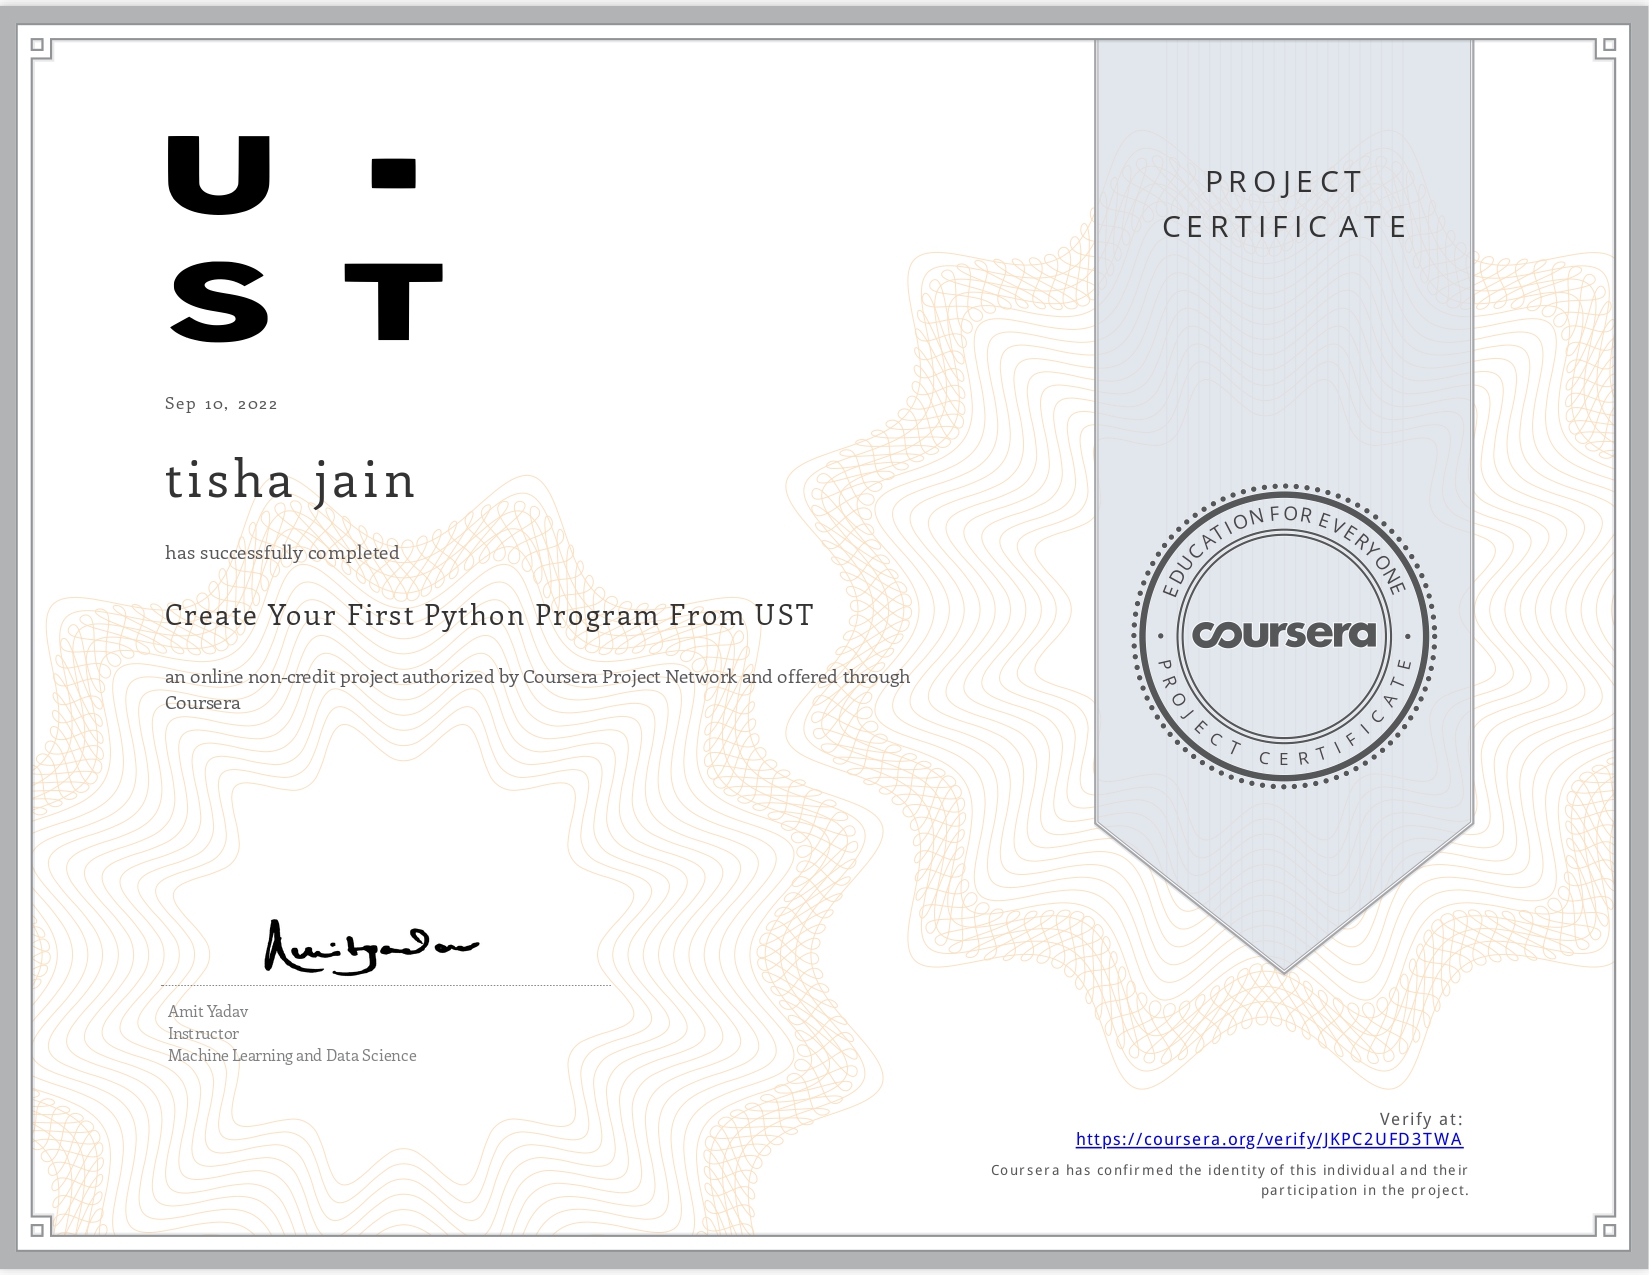 U ·
S T
Sep 10, 2022
tisha jain
has successfully completed
Create Your First Python Program From UST
an online non-credit project authorized by Coursera Project Network and offered through
Coursera
Amit Yadav
Amit Yadav
Instructor
Machine Learning and Data Science
PROJECT
CERTIFICATE
EDUCATION FOR EVERYONE
coursera
PROJECT CERTIFICATE
Verify at:
https://coursera.org/verify/JKPC2UFD3TWA
Coursera has confirmed the identity of this individual and their
participation in the project.